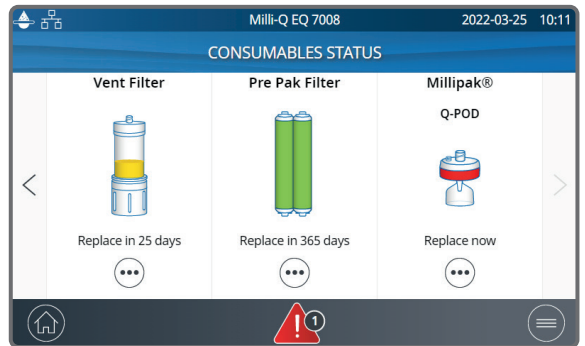 Milli-Q EQ 7008 2022-03-25 10:11
CONSUMABLES STATUS
Vent Filter Pre Pak Filter Millipak®
Q-POD
Replace in 25 days Replace in 365 days Replace now
1